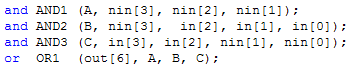 and AND1 (A, nin[3], nin[2], nin[1]);
and AND2 (B, nin[3],  in[2], in[1], in[0]);
and AND3 (C, in[3], in[2], nin[1], nin[0]);
or  OR1  (out[6], A, B, C);